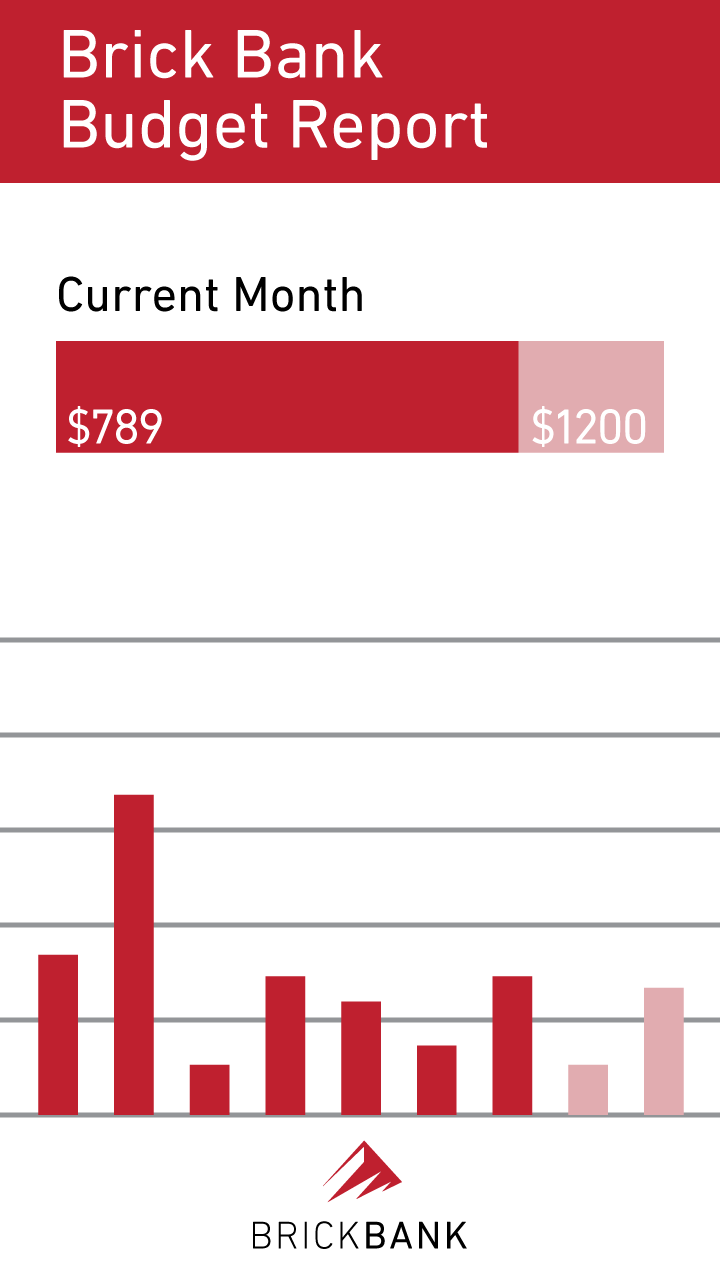 Brick Bank
Budget Report
Current Month
$789
$1200
BRICKBANK